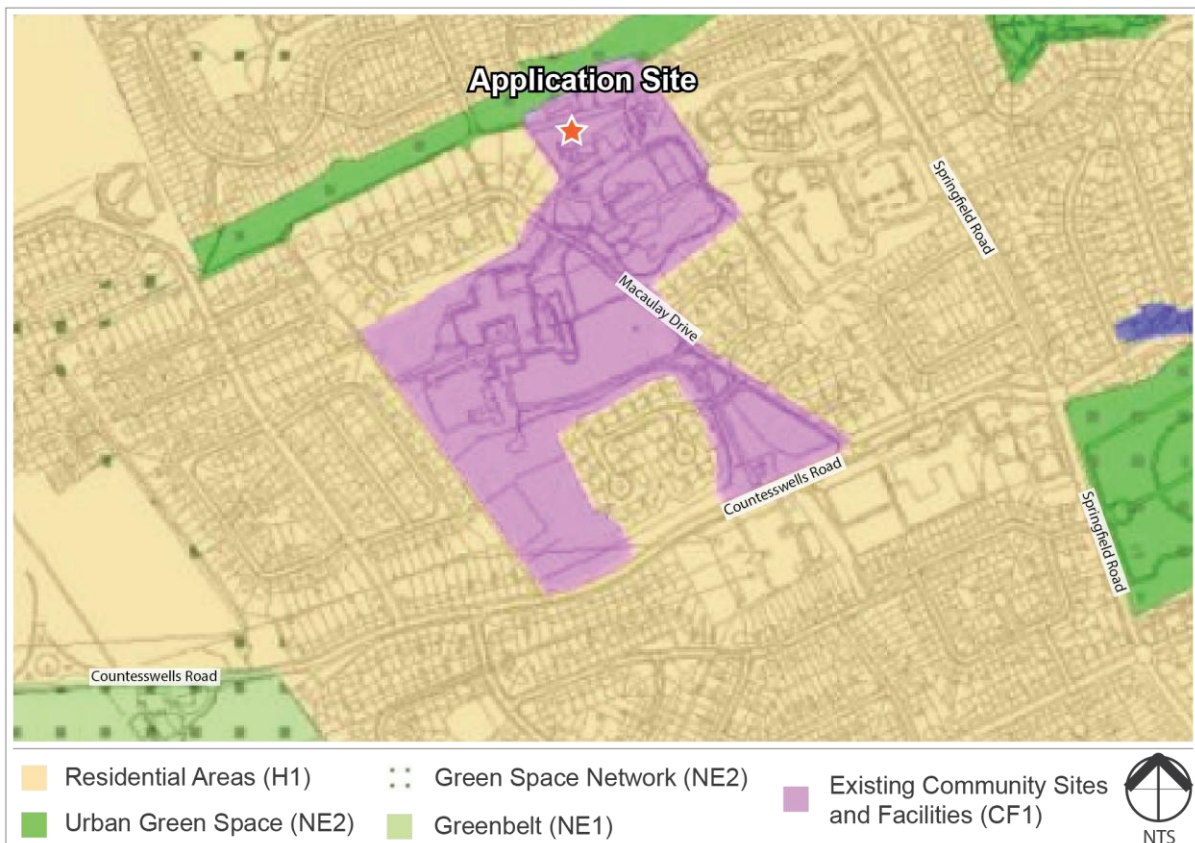 Application Site
Springfield Road
Macaulay Drive
Countesswells Road
Springfield Road
Countesswells Road
Residential Areas (H1)
Green Space Network (NE2)
Existing Community Sites
and Facilities (CF1)
Urban Green Space (NE2)
Greenbelt (NE1)
NTS